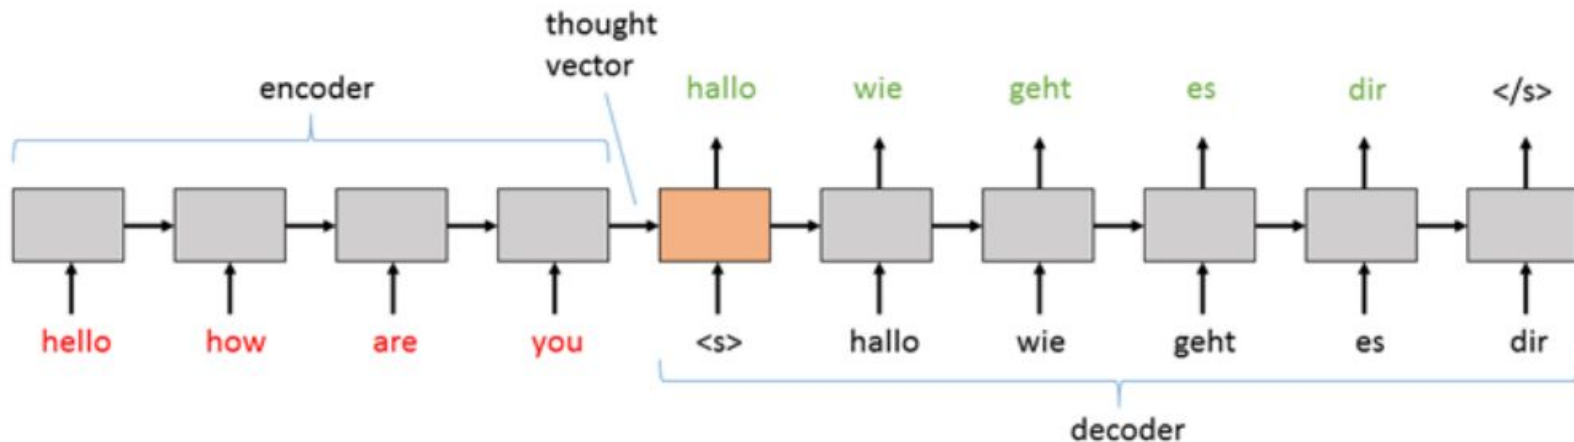 thought
vector
encoder
hallo wie geht es dir </s>
hello how are you <s> hallo wie geht es dir
decoder